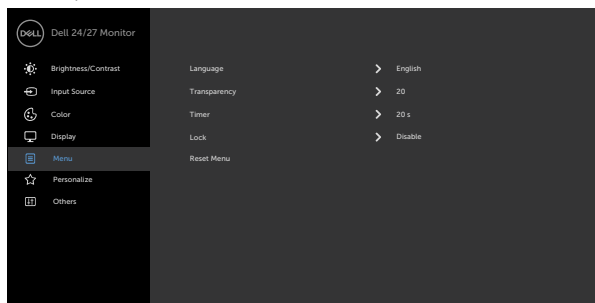 DELL Dell 24/27 Monitor
Brightness/Contrast Language English
Input Source Transparency 20
Color Timer 20 s
Display Lock Disable
Menu Reset Menu
Personalize
Others